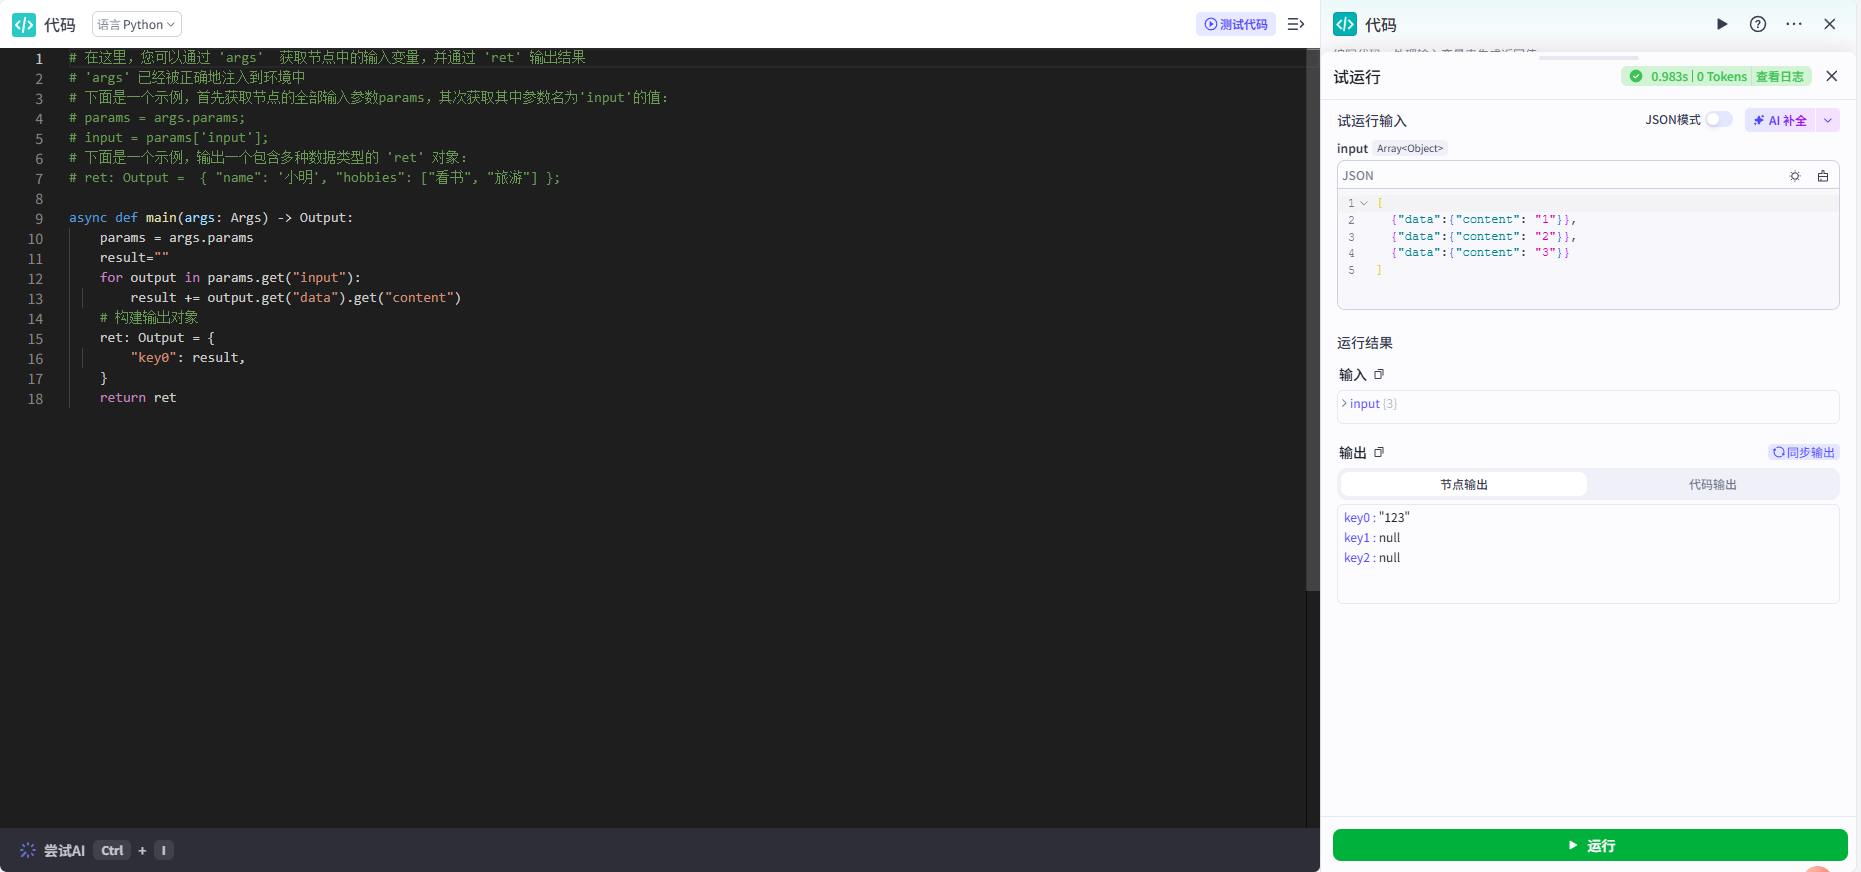 代码 语言 Python 测试代码
1 # 在这里，您可以通过 'args'  获取节点中的输入变量，并通过 'ret' 输出结果
2 # 'args' 已经被正确地注入到环境中
3 # 下面是一个示例，首先获取节点的全部输入参数params，其次获取其中参数名为'input'的值：
4 # params = args.params;
5 # input = params['input'];
6 # 下面是一个示例，输出一个包含多种数据类型的 'ret' 对象：
7 # ret: Output =  { "name": '小明', "hobbies": ["看书", "旅游"] };
8
9 async def main(args: Args) -> Output:
10     params = args.params
11     result=""
12     for output in params.get("input"):
13         result += output.get("data").get("content")
14     # 构建输出对象
15     ret: Output = {
16         "key0": result,
17     }
18     return ret
尝试AI Ctrl + I
代码
试运行 0.983s | 0 Tokens 查看日志
试运行输入 JSON模式 AI 补全
input Array<Object>
JSON
1 [
2   {"data":{"content": "1"}},
3   {"data":{"content": "2"}},
4   {"data":{"content": "3"}}
5 ]
运行结果
输入
input {3}
输出 同步输出
节点输出 代码输出
key0 : "123"
key1 : null
key2 : null
运行